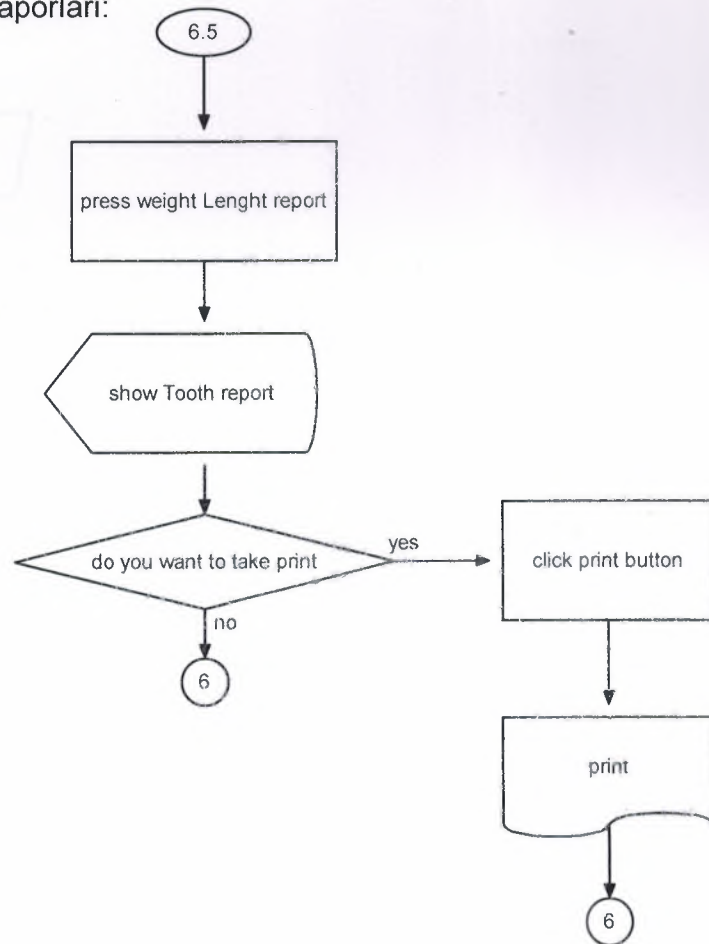 aporları:
6.5
press weight Lenght report
show Tooth report
do you want to take print
yes
click print button
no
6
print
6